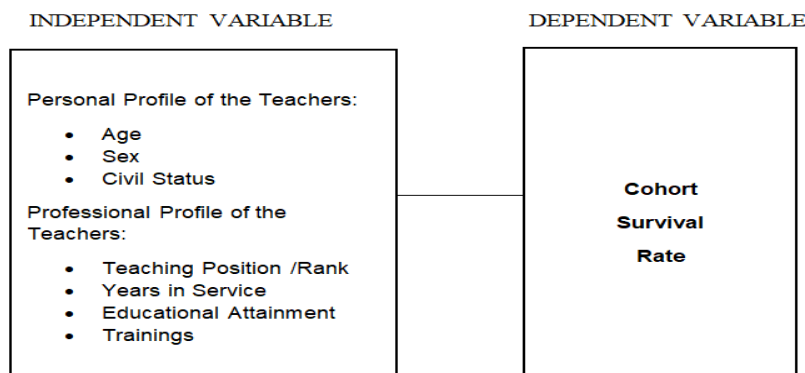 INDEPENDENT VARIABLE
DEPENDENT VARIABLE
Personal Profile of the Teachers:
• Age
• Sex
• Civil Status
Professional Profile of the
Teachers:
• Teaching Position /Rank
• Years in Service
• Educational Attainment
• Trainings
Cohort
Survival
Rate